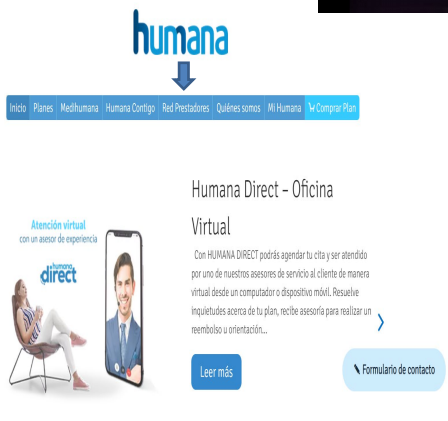 humana
Inicio Planes Medihumana Humana Contigo Red Prestadores Quiénes somos Mi Humana Comprar Plan
Humana Direct – Oficina
Virtual
Atención virtual
con un asesor de experiencia
humana
direct
Con HUMANA DIRECT podrás agendar tu cita y ser atendido
por uno de nuestros asesores de servicio al cliente de manera
virtual desde un computador o dispositivo móvil. Resuelve
inquietudes acerca de tu plan, recibe asesoría para realizar un
reembolso u orientación...
Leer más
Formulario de contacto